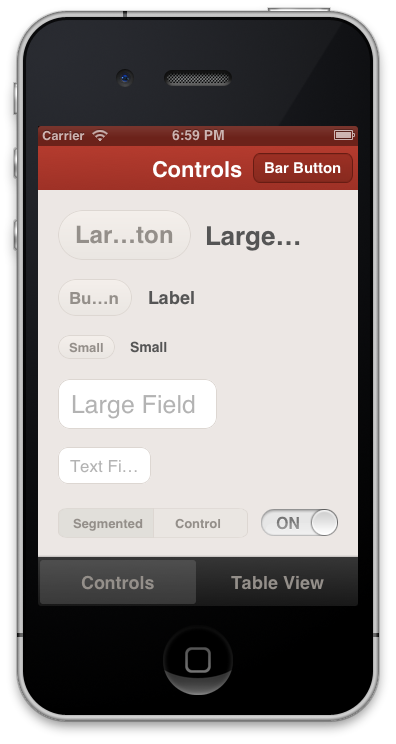 Carrier 6:59 PM
Controls Bar Button
Lar…ton Large…
Bu…n Label
Small Small
Large Field
Text Fi…
Segmented Control ON
Controls Table View